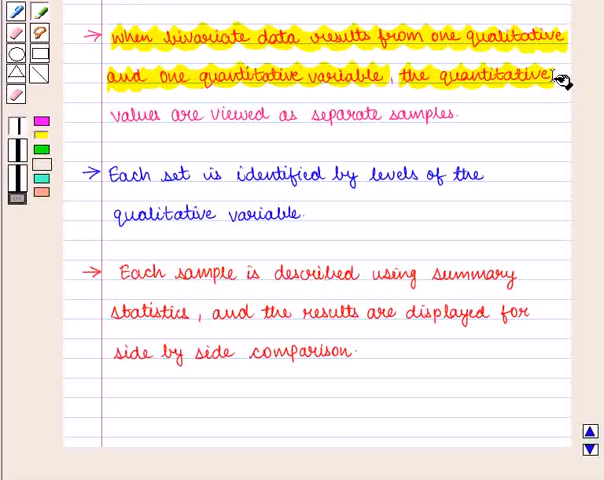 → When bivariate data results from one qualitative
and one quantitative variable, the quantitative
values are viewed as separate samples.
→ Each set is identified by levels of the
qualitative variable.
→ Each sample is described using summary
statistics, and the results are displayed for
side by side comparison.